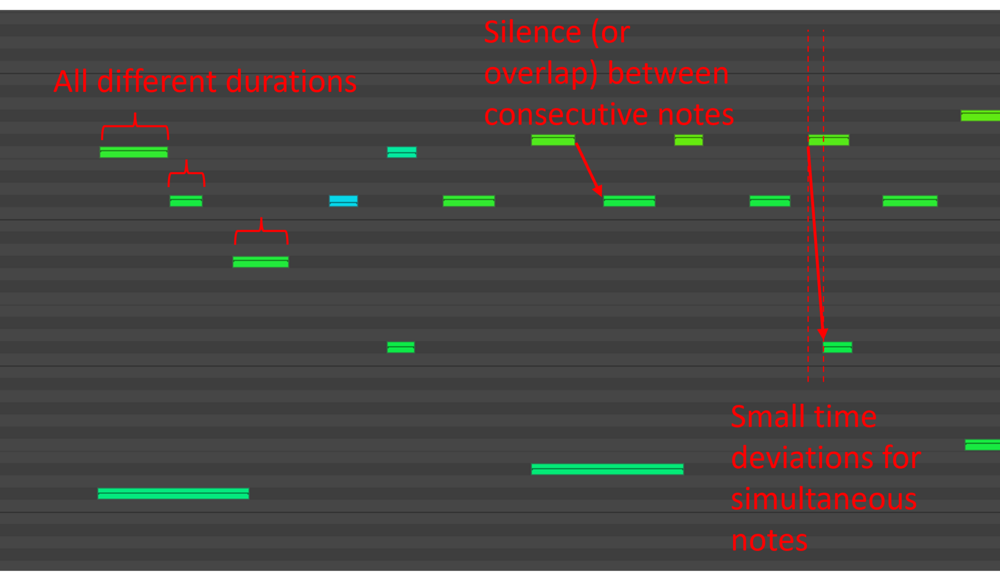 All different durations
Silence (or
overlap) between
consecutive notes
Small time
deviations for
simultaneous
notes